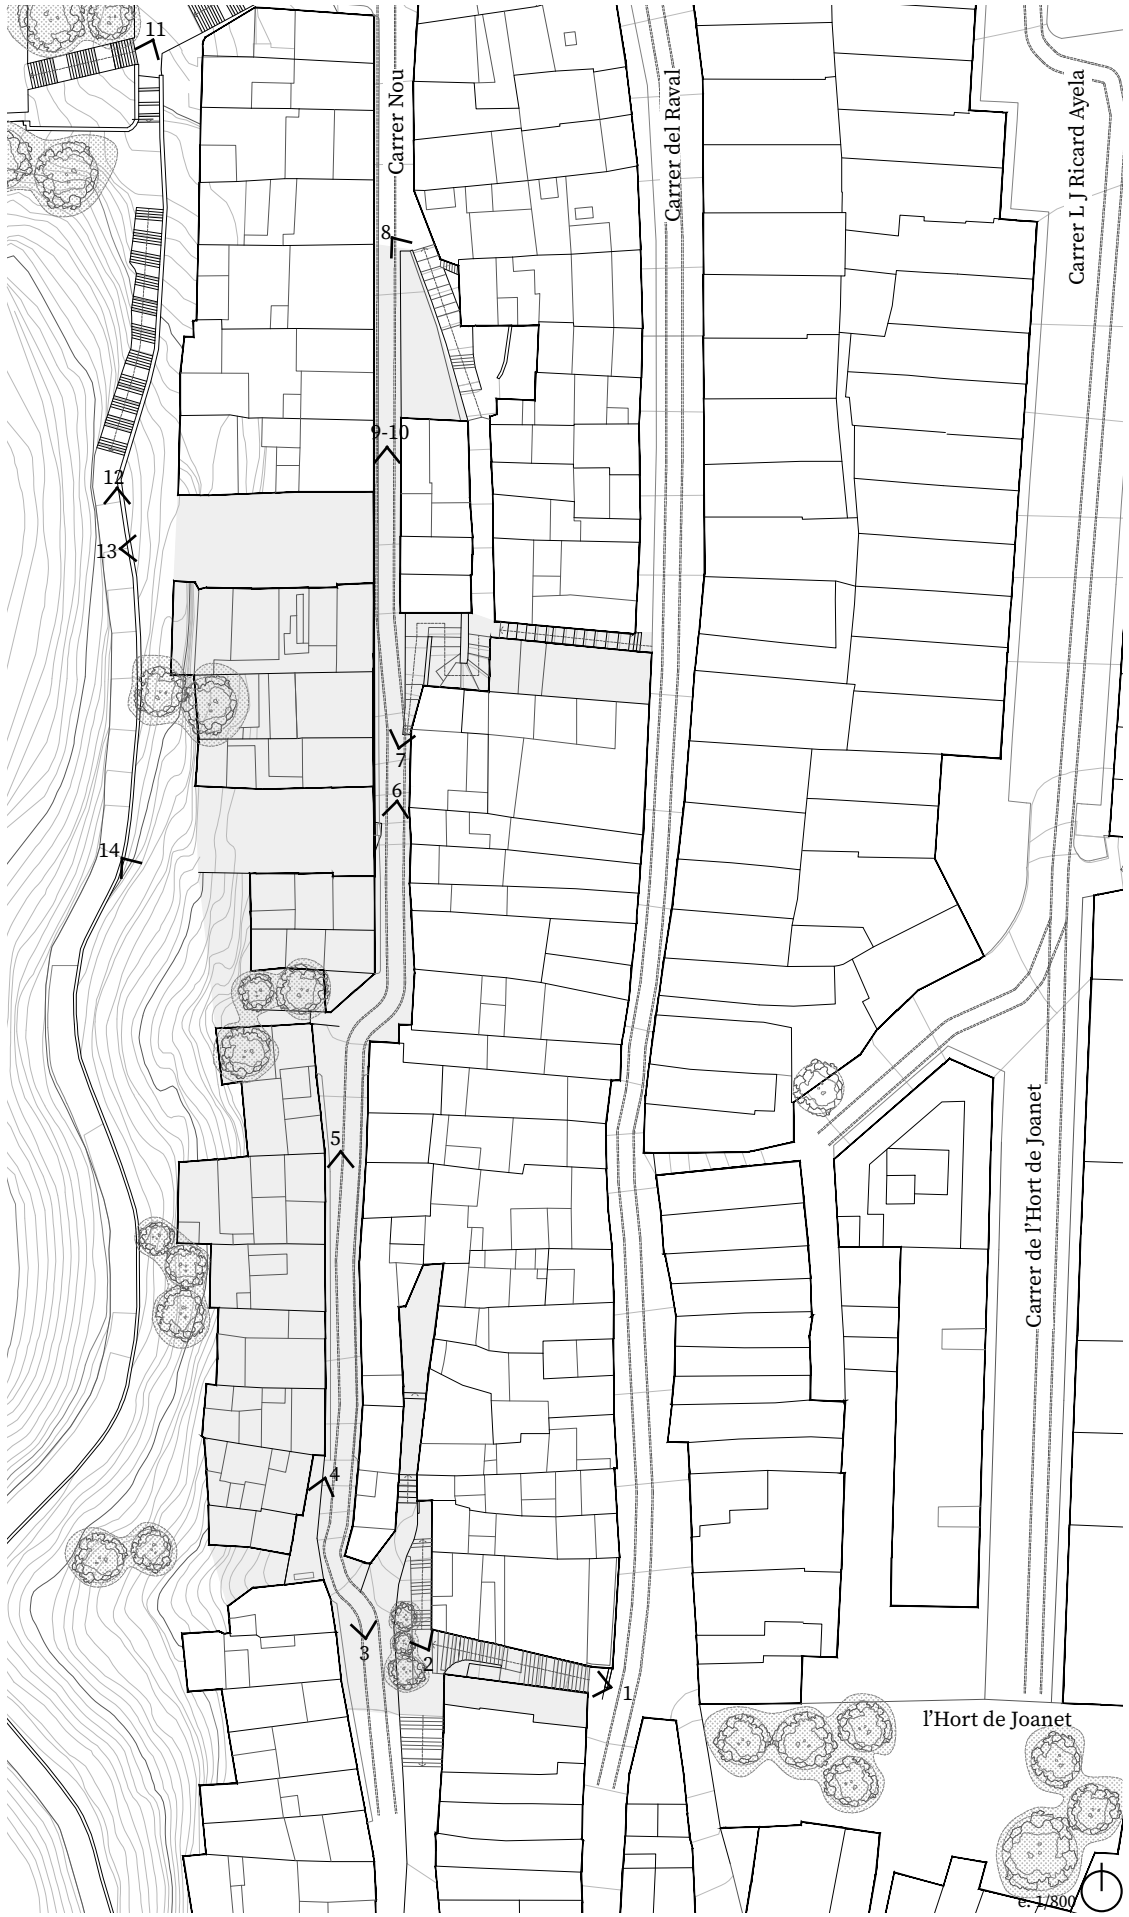 11
Carrer Nou
Carrer del Raval
Carrer L J Ricard Ayela
8
9-10
12
13
7
6
14
5
Carrer de l'Hort de Joanet
4
3
2
1
l'Hort de Joanet
e. 1/800